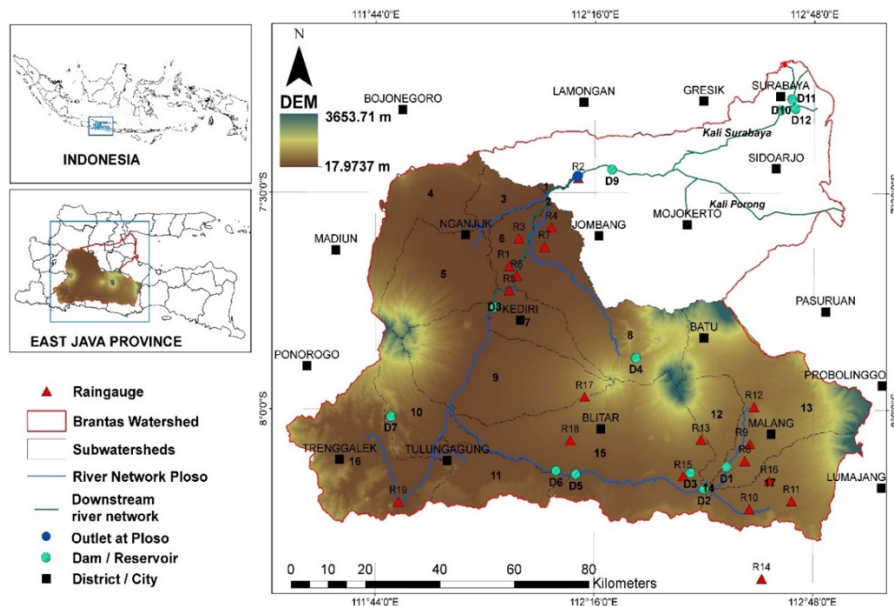 INDONESIA
EAST JAVA PROVINCE
Raingauge
Brantas Watershed
Subwatersheds
River Network Ploso
Downstream
river network
Outlet at Ploso
Dam / Reservoir
District / City
111°44'0"E
112°16'0"E
112°48'0"E
N
DEM
3653.71 m
17.9737 m
BOJONEGORO
LAMONGAN
GRESIK
SURABAYA
D11
D10
D12
Kali Surabaya
SIDOARJO
R2
D9
Kali Porong
MOJOKERTO
7°30'0"S
7°30'0"S
4
3
1
2
NGANJUK
6
R3
R4
R7
JOMBANG
MADIUN
R1
R6
R5
5
D8
KEDIRI
7
8
BATU
PASURUAN
PONOROGO
D4
PROBOLINGGO
9
R17
R12
13
8°0'0"S
8°0'0"S
D7
10
BLITAR
R18
15
R13
12
MALANG
R9
R8
TRENGGALEK
16
TULUNGAGUNG
11
D6
D5
R15
D3
D1
14
D2
R16
17
LUMAJANG
R19
R10
R11
R14
0
10
20
40
60
80
Kilometers
111°44'0"E
112°16'0"E
112°48'0"E